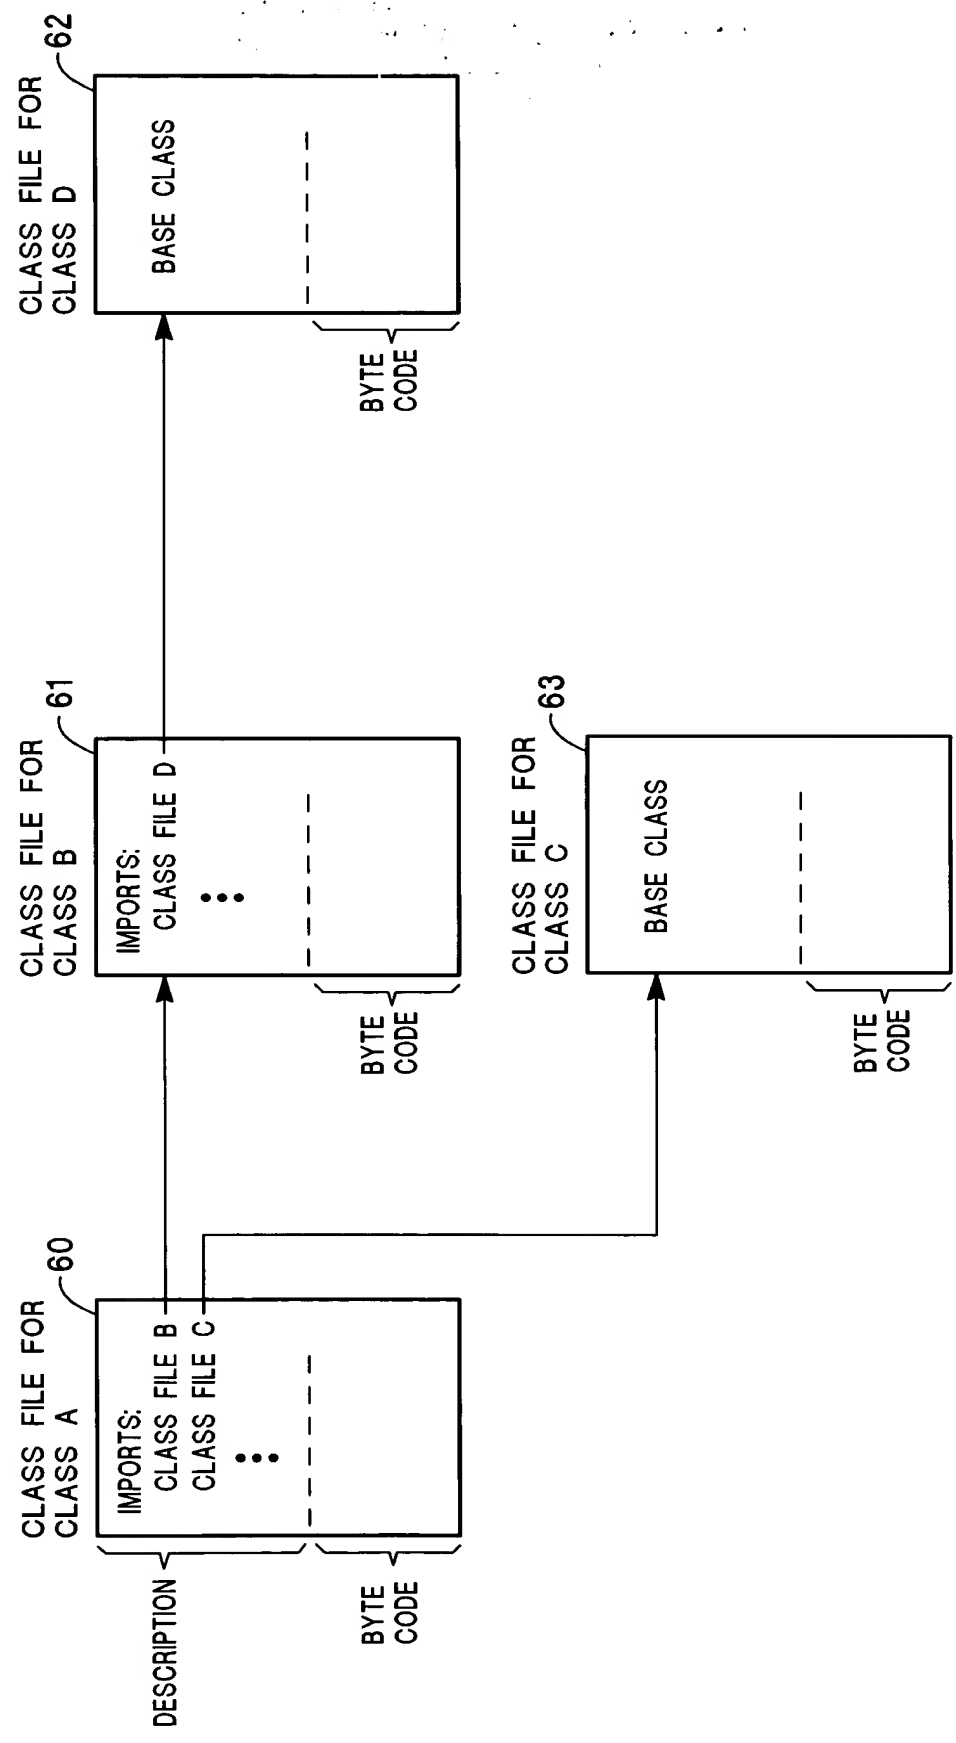 CLASS FILE FOR
CLASS A
60
DESCRIPTION
IMPORTS:
CLASS FILE B
CLASS FILE C
BYTE
CODE
CLASS FILE FOR
CLASS B
61
IMPORTS:
CLASS FILE D
BYTE
CODE
CLASS FILE FOR
CLASS D
62
BASE CLASS
BYTE
CODE
CLASS FILE FOR
CLASS C
63
BASE CLASS
BYTE
CODE